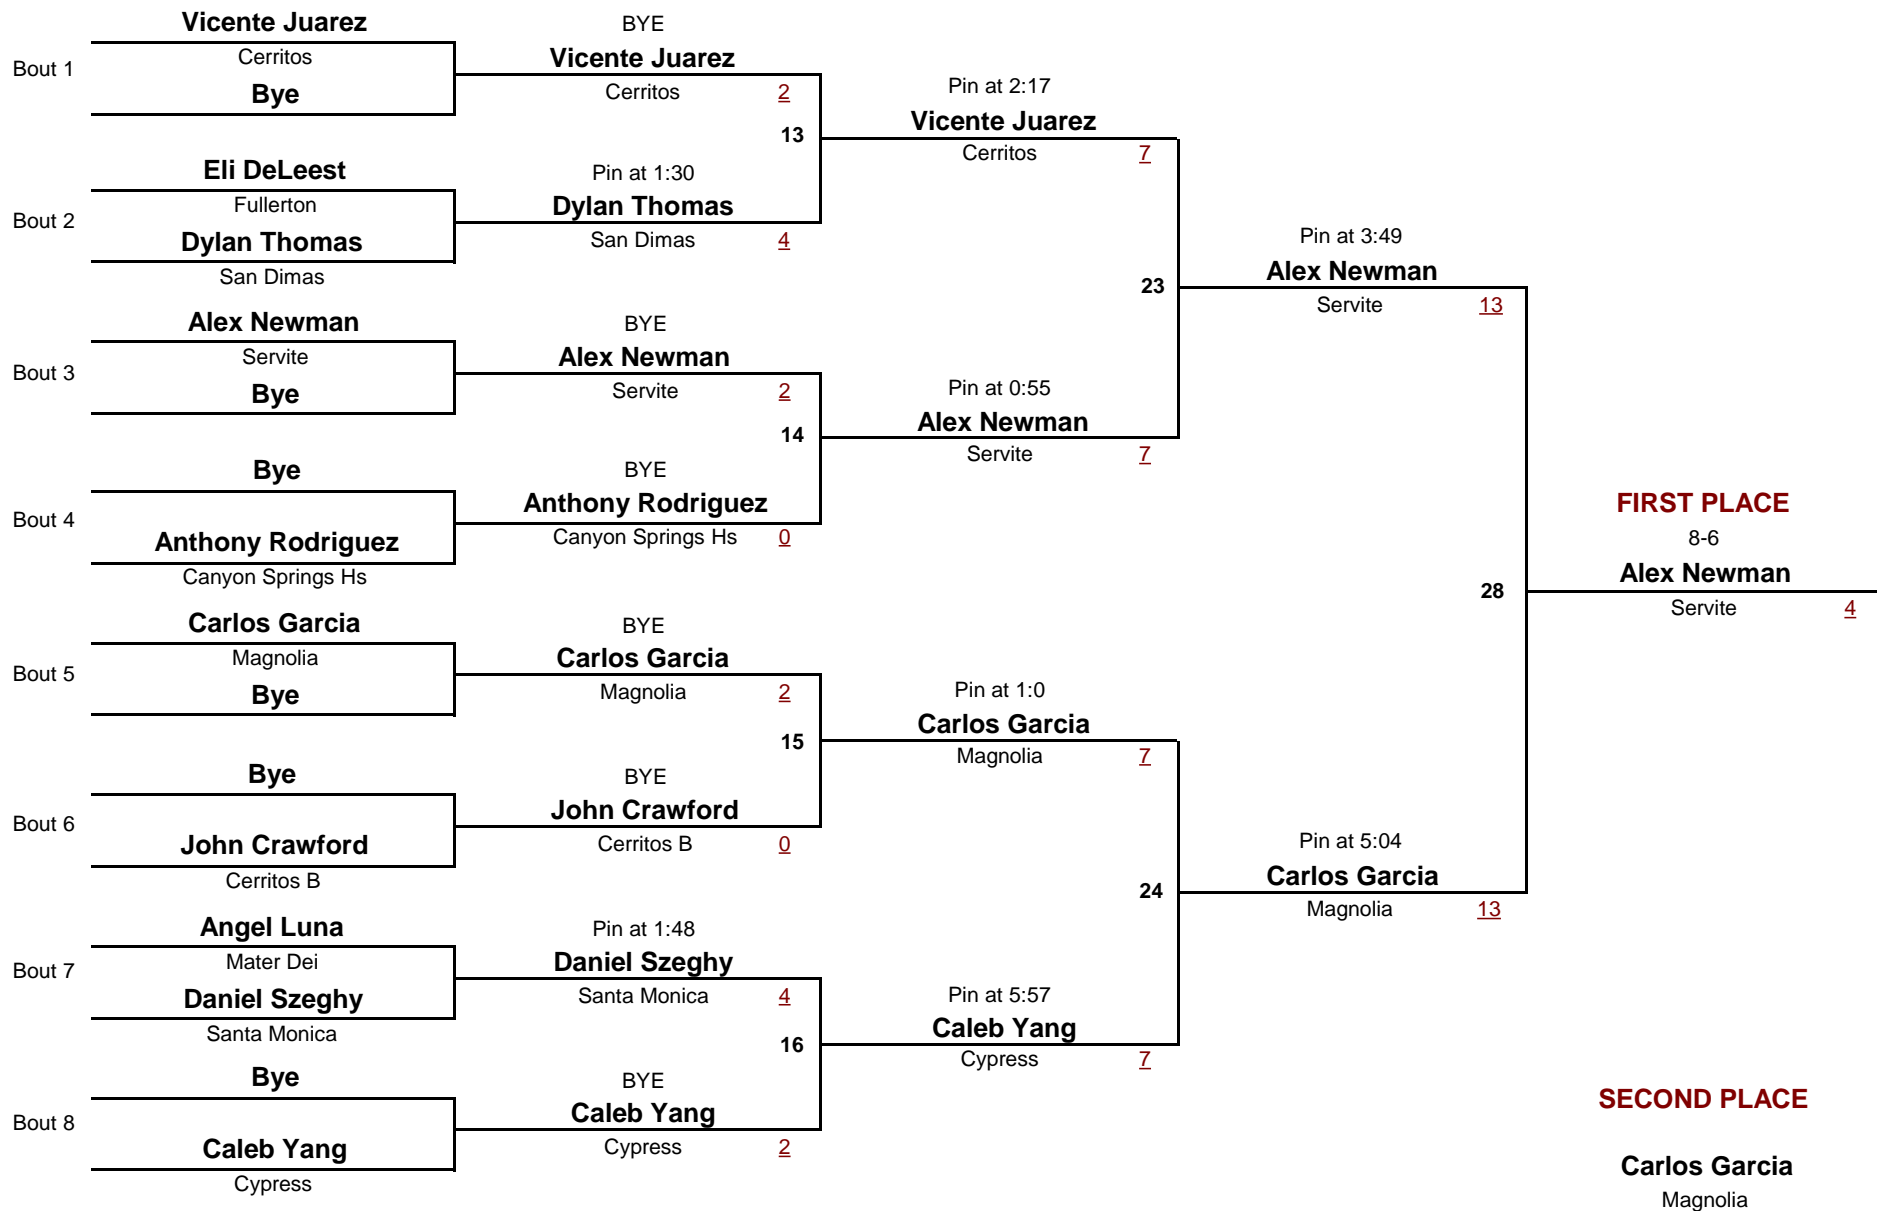 Vicente Juarez
Bout 1
Cerritos
Bye
Eli DeLeest
Bout 2
Fullerton
Dylan Thomas
San Dimas
Alex Newman
Bout 3
Servite
Bye
Bye
Bout 4
Anthony Rodriguez
Canyon Springs Hs
Carlos Garcia
Bout 5
Magnolia
Bye
Bye
Bout 6
John Crawford
Cerritos B
Angel Luna
Bout 7
Mater Dei
Daniel Szeghy
Santa Monica
Bye
Bout 8
Caleb Yang
Cypress
BYE
Vicente Juarez
Cerritos 2
13
Pin at 1:30
Dylan Thomas
San Dimas 4
BYE
Alex Newman
Servite 2
14
BYE
Anthony Rodriguez
Canyon Springs Hs 0
BYE
Carlos Garcia
Magnolia 2
15
BYE
John Crawford
Cerritos B 0
Pin at 1:48
Daniel Szeghy
Santa Monica 4
16
BYE
Caleb Yang
Cypress 2
Pin at 2:17
Vicente Juarez
Cerritos 7
23
Pin at 0:55
Alex Newman
Servite 7
Pin at 1:0
Carlos Garcia
Magnolia 7
24
Pin at 5:57
Caleb Yang
Cypress 7
Pin at 3:49
Alex Newman
Servite 13
28
Pin at 5:04
Carlos Garcia
Magnolia 13
FIRST PLACE
8-6
Alex Newman
Servite 4
SECOND PLACE
Carlos Garcia
Magnolia